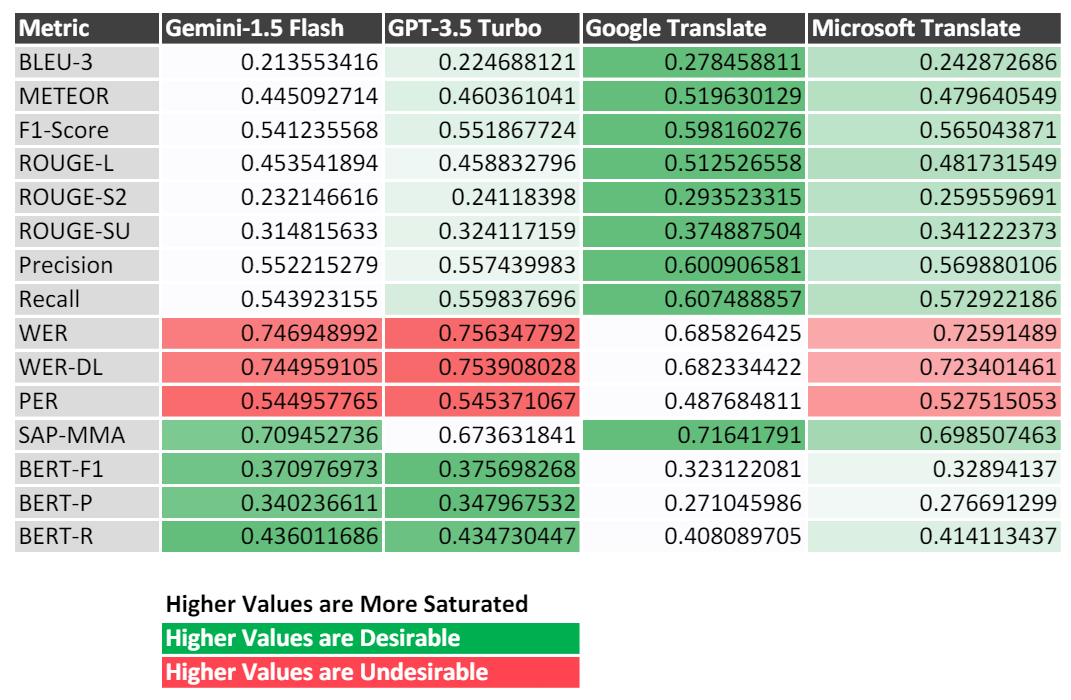 Metric Gemini-1.5 Flash GPT-3.5 Turbo Google Translate Microsoft Translate
BLEU-3 0.213553416 0.224688121 0.278458811 0.242872686
METEOR 0.445092714 0.460361041 0.519630129 0.479640549
F1-Score 0.541235568 0.551867724 0.598160276 0.565043871
ROUGE-L 0.453541894 0.458832796 0.512526558 0.481731549
ROUGE-S2 0.232146616 0.24118398 0.293523315 0.259559691
ROUGE-SU 0.314815633 0.324117159 0.374887504 0.341222373
Precision 0.552215279 0.557439983 0.600906581 0.569880106
Recall 0.543923155 0.559837696 0.607488857 0.572922186
WER 0.746948992 0.756347792 0.685826425 0.72591489
WER-DL 0.744959105 0.753908028 0.682334422 0.723401461
PER 0.544957765 0.545371067 0.487684811 0.527515053
SAP-MMA 0.709452736 0.673631841 0.71641791 0.698507463
BERT-F1 0.370976973 0.375698268 0.323122081 0.32894137
BERT-P 0.340236611 0.347967532 0.271045986 0.276691299
BERT-R 0.436011686 0.434730447 0.408089705 0.414113437
Higher Values are More Saturated
Higher Values are Desirable
Higher Values are Undesirable